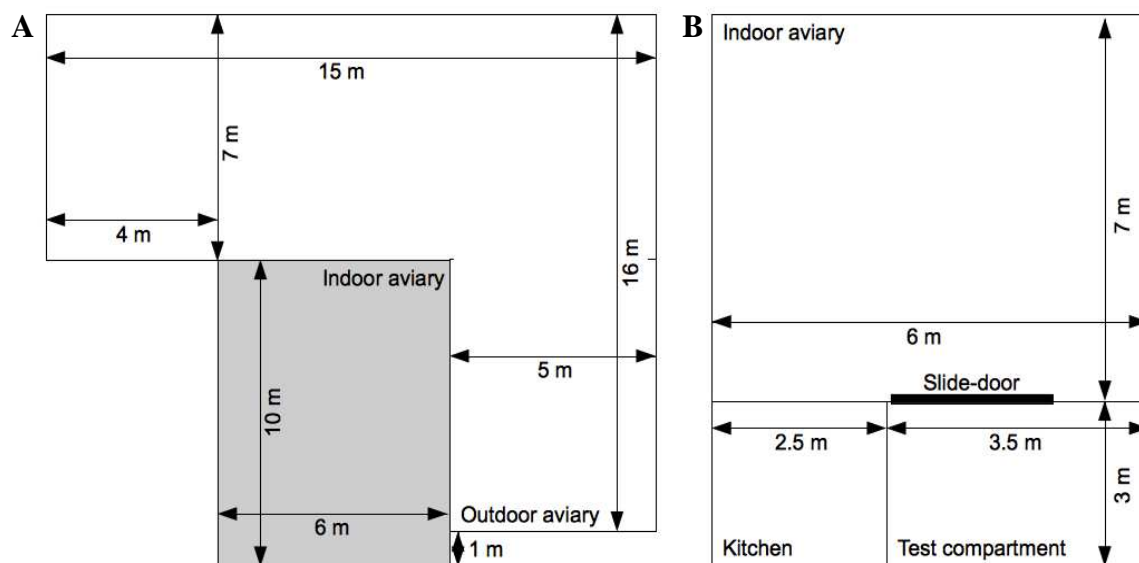 A
15 m
7 m
4 m
16 m
Indoor aviary
5 m
10 m
6 m
Outdoor aviary
1 m
B
Indoor aviary
7 m
6 m
Slide-door
2.5 m
3.5 m
3 m
Kitchen
Test compartment